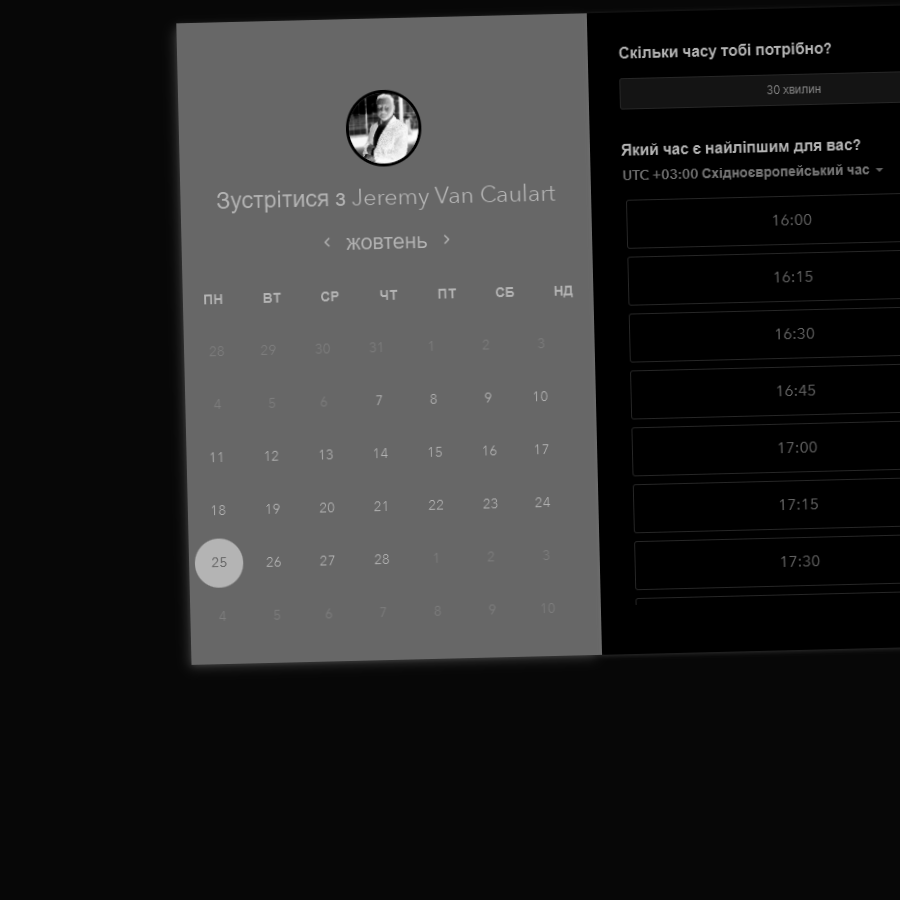 Зустрітися з Jeremy Van Caulart
жовтень
ПН ВТ СР ЧТ ПТ СБ НД
28 29 30 31 1 2 3
4 5 6 7 8 9 10
11 12 13 14 15 16 17
18 19 20 21 22 23 24
25 26 27 28 1 2 3
4 5 6 7 8 9 10
Скільки часу тобі потрібно?
30 хвилин
Який час є найліпшим для вас?
UTC +03:00 Східноєвропейський час
16:00
16:15
16:30
16:45
17:00
17:15
17:30